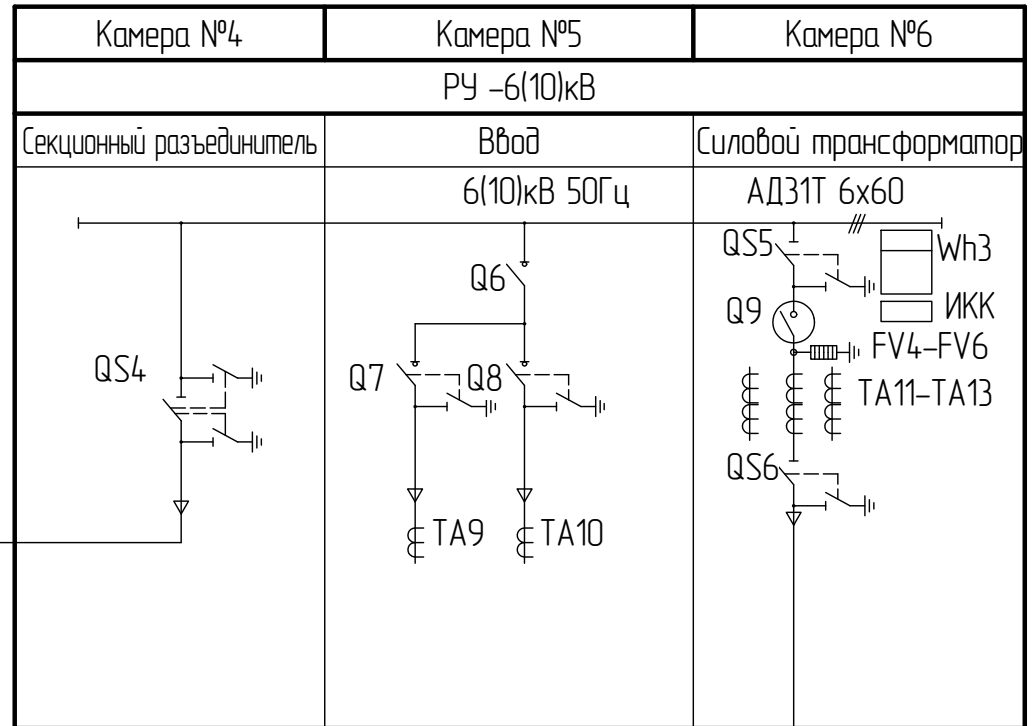 Камера №4
Камера №5
Камера №6
РУ -6(10)кВ
Секционный разъединитель
Ввод
Силовой трансформатор
6(10)кВ 50Гц
АД31Т 6х60
QS5
Wh3
Q6
Q9
ИКК
FV4-FV6
QS4
Q7
Q8
TA11-TA13
QS6
TA9
TA10